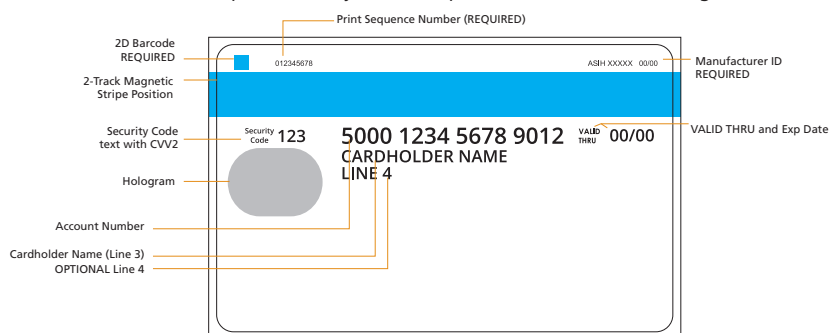 Print Sequence Number (REQUIRED)
2D Barcode
REQUIRED
012345678
ASIH XXXXX 00/00
Manufacturer ID
REQUIRED
2-Track Magnetic
Stripe Position
Security Code
text with CVV2
Security
Code
123
5000 1234 5678 9012
VALID
THRU
00/00
VALID THRU and Exp Date
CARDHOLDER NAME
LINE 4
Hologram
Account Number
Cardholder Name (Line 3)
OPTIONAL Line 4